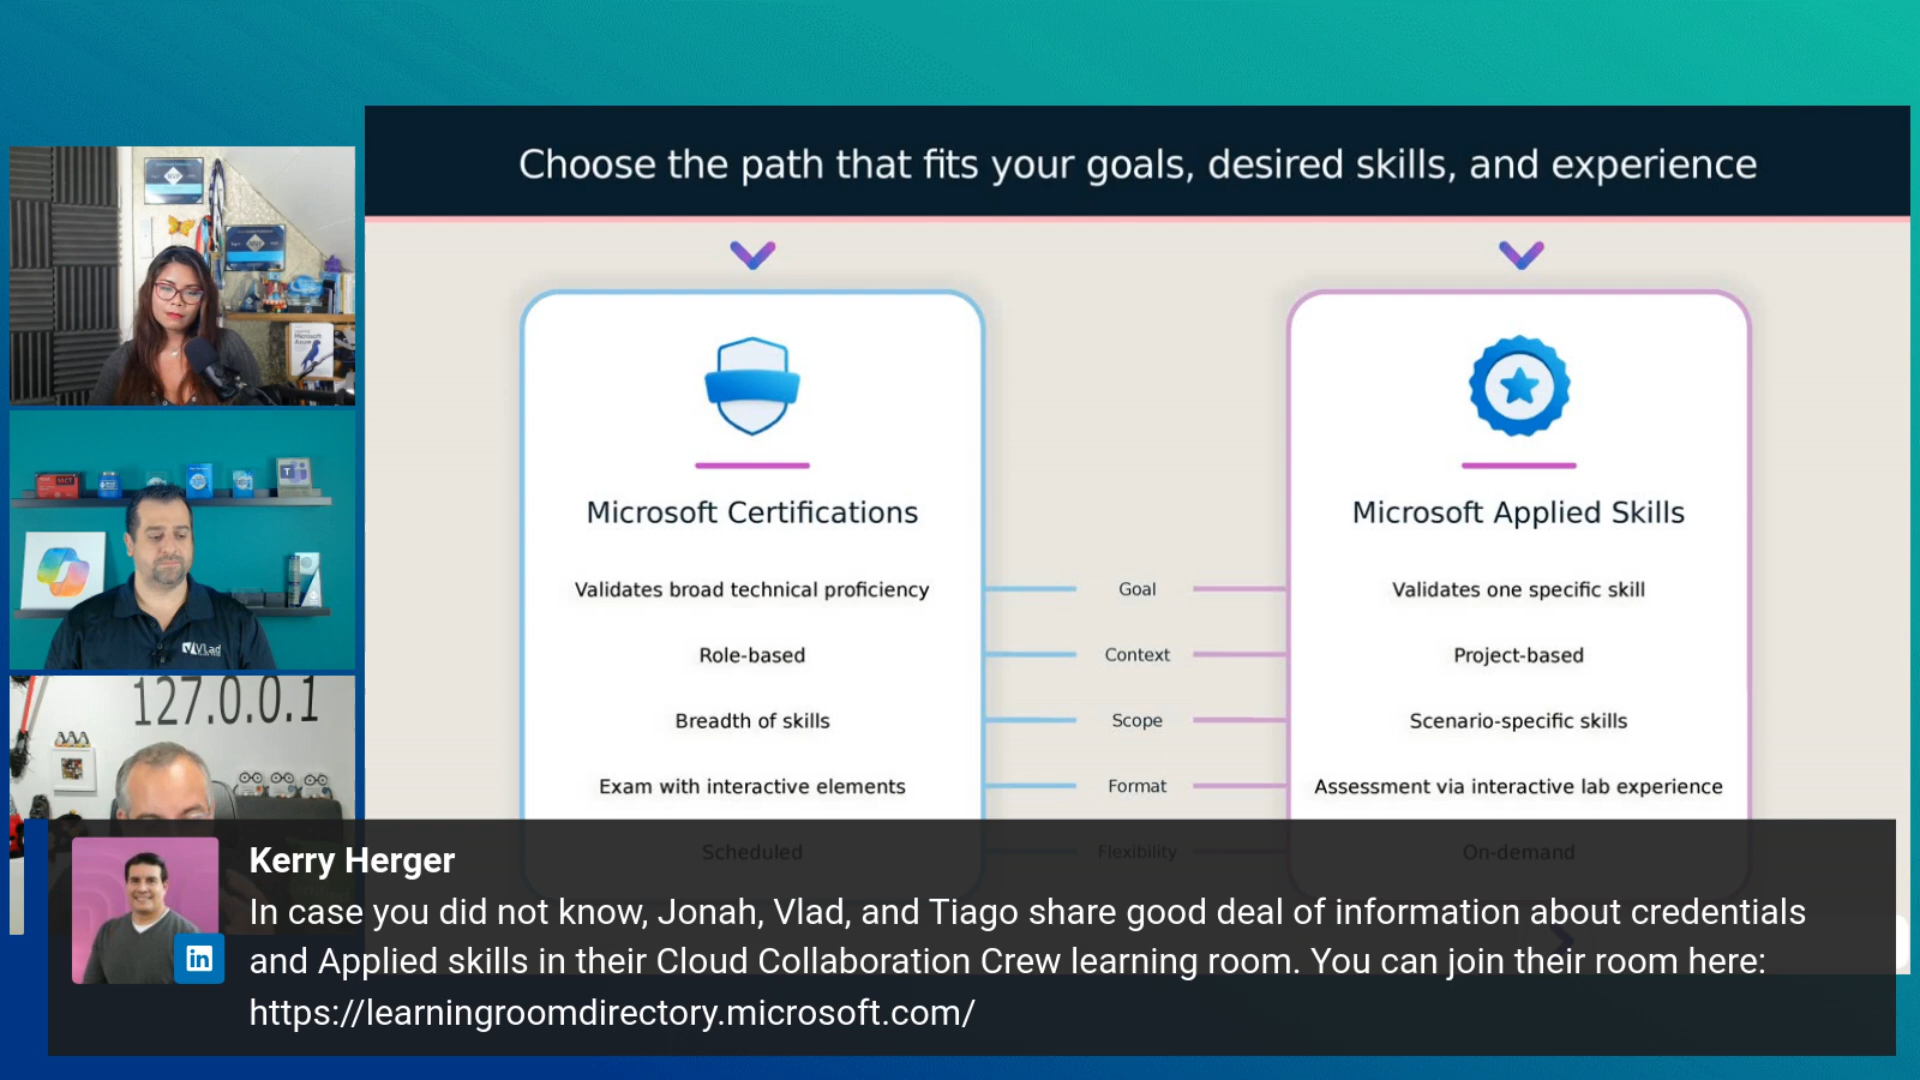 Choose the path that fits your goals, desired skills, and experience
Microsoft Certifications
Microsoft Applied Skills
Validates broad technical proficiency
Goal
Validates one specific skill
Role-based
Context
Project-based
Breadth of skills
Scope
Scenario-specific skills
Exam with interactive elements
Format
Assessment via interactive lab experience
Scheduled
Flexibility
On-demand
Microsoft
Azure
Vlad
127.0.0.1
Kerry Herger
In case you did not know, Jonah, Vlad, and Tiago share good deal of information about credentials
and Applied skills in their Cloud Collaboration Crew learning room. You can join their room here:
https://learningroomdirectory.microsoft.com/
in